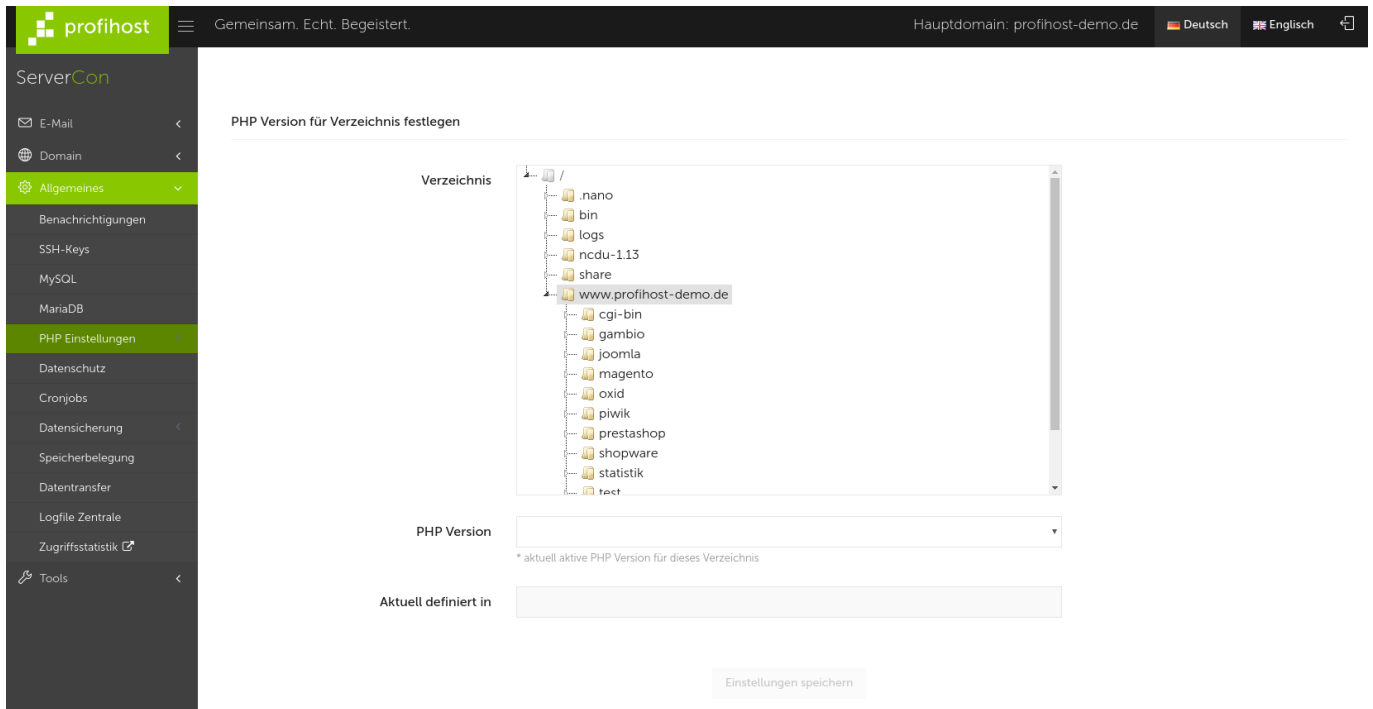 profihost
Gemeinsam. Echt. Begeistert.
Hauptdomain: profihost-demo.de
Deutsch
Englisch
ServerCon
E-Mail
Domain
Allgemeines
Benachrichtigungen
SSH-Keys
MySQL
MariaDB
PHP Einstellungen
Datenschutz
Cronjobs
Datensicherung
Speicherbelegung
Datentransfer
Logfile Zentrale
Zugriffsstatistik
Tools
PHP Version für Verzeichnis festlegen
Verzeichnis
/
.nano
bin
logs
ncdu-1.13
share
www.profihost-demo.de
cgi-bin
gambio
joomla
magento
oxid
piwik
prestashop
shopware
statistik
test
PHP Version
* aktuell aktive PHP Version für dieses Verzeichnis
Aktuell definiert in
Einstellungen speichern